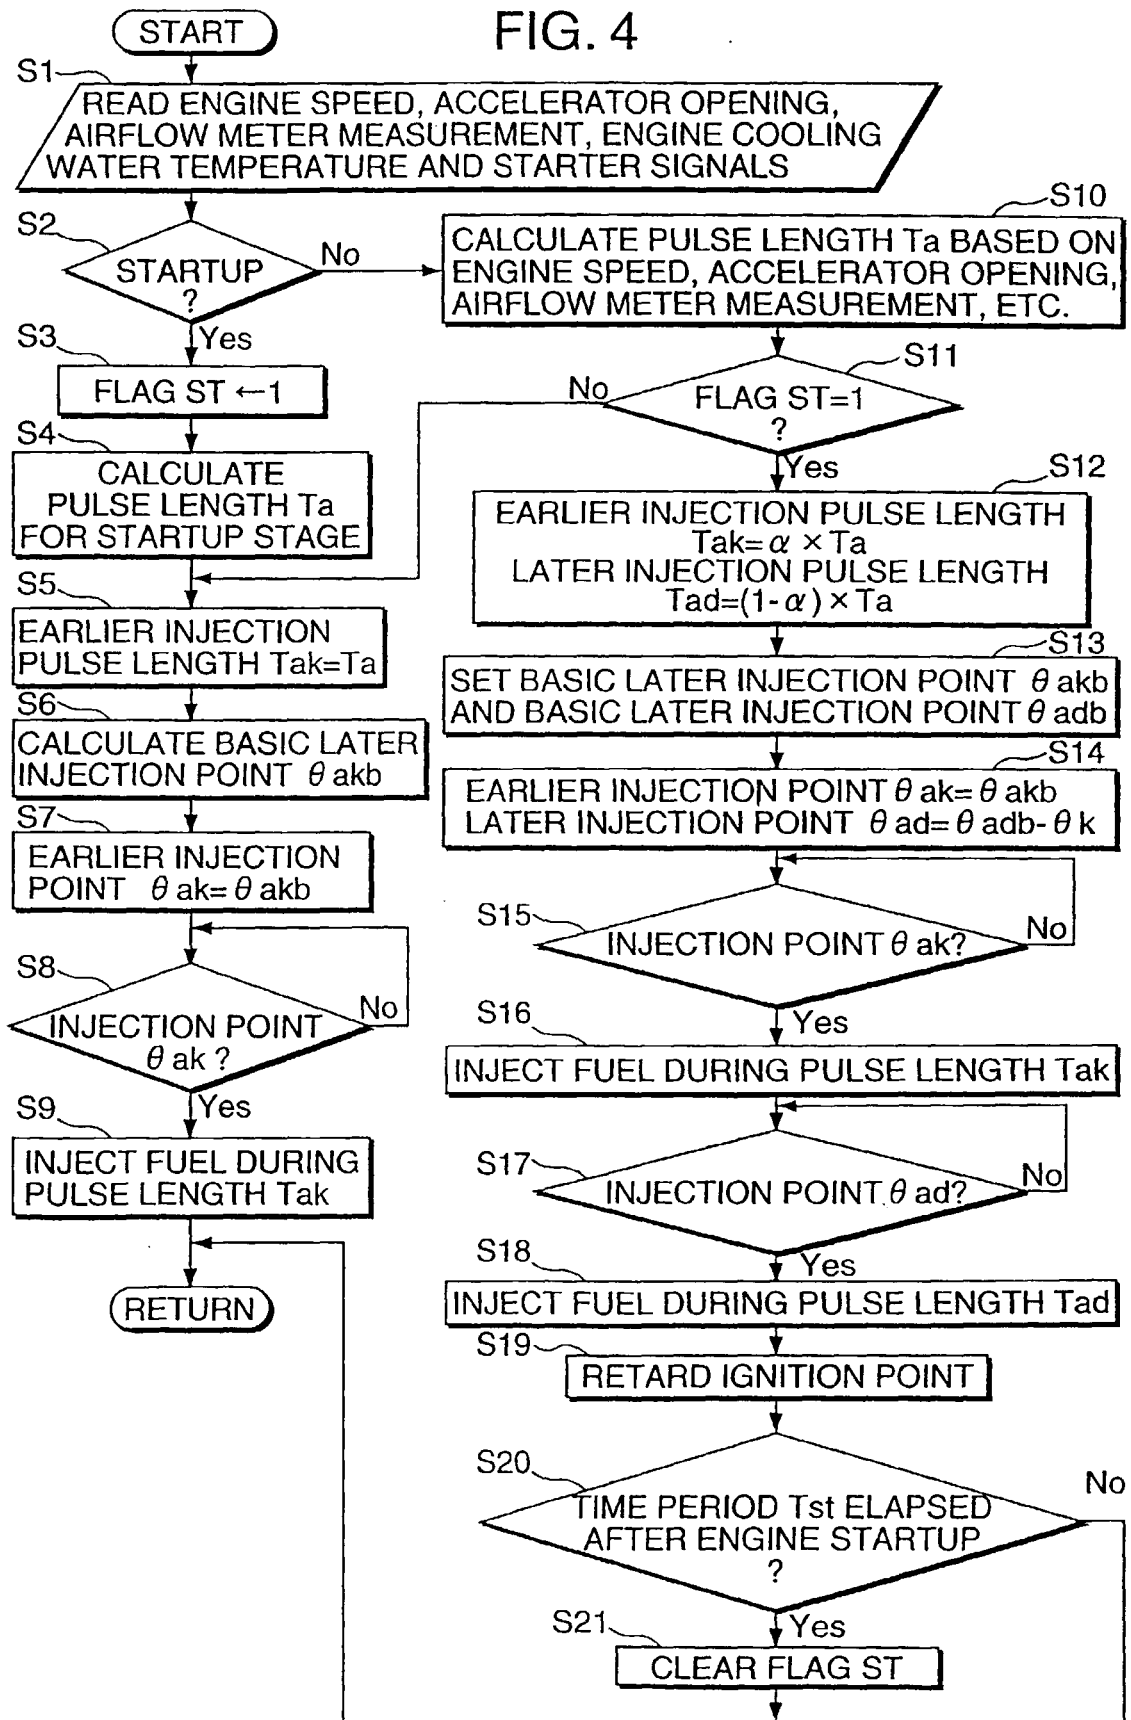 FIG. 4
START
S1
READ ENGINE SPEED, ACCELERATOR OPENING,
AIRFLOW METER MEASUREMENT, ENGINE COOLING
WATER TEMPERATURE AND STARTER SIGNALS
S2
STARTUP
?
No
Yes
S3
FLAG ST ←1
S4
CALCULATE
PULSE LENGTH Ta
FOR STARTUP STAGE
S5
EARLIER INJECTION
PULSE LENGTH Tak=Ta
S6
CALCULATE BASIC LATER
INJECTION POINT θ akb
S7
EARLIER INJECTION
POINT θ ak= θ akb
S8
INJECTION POINT
θ ak ?
No
Yes
S9
INJECT FUEL DURING
PULSE LENGTH Tak
RETURN
S10
CALCULATE PULSE LENGTH Ta BASED ON
ENGINE SPEED, ACCELERATOR OPENING,
AIRFLOW METER MEASUREMENT, ETC.
S11
FLAG ST=1
?
No
Yes
S12
EARLIER INJECTION PULSE LENGTH
Tak= α × Ta
LATER INJECTION PULSE LENGTH
Tad=(1- α ) × Ta
S13
SET BASIC LATER INJECTION POINT θ akb
AND BASIC LATER INJECTION POINT θ adb
S14
EARLIER INJECTION POINT θ ak= θ akb
LATER INJECTION POINT θ ad= θ adb- θ k
S15
INJECTION POINT θ ak?
No
Yes
S16
INJECT FUEL DURING PULSE LENGTH Tak
S17
INJECTION POINT θ ad?
No
Yes
S18
INJECT FUEL DURING PULSE LENGTH Tad
S19
RETARD IGNITION POINT
S20
TIME PERIOD Tst ELAPSED
AFTER ENGINE STARTUP
?
No
Yes
S21
CLEAR FLAG ST